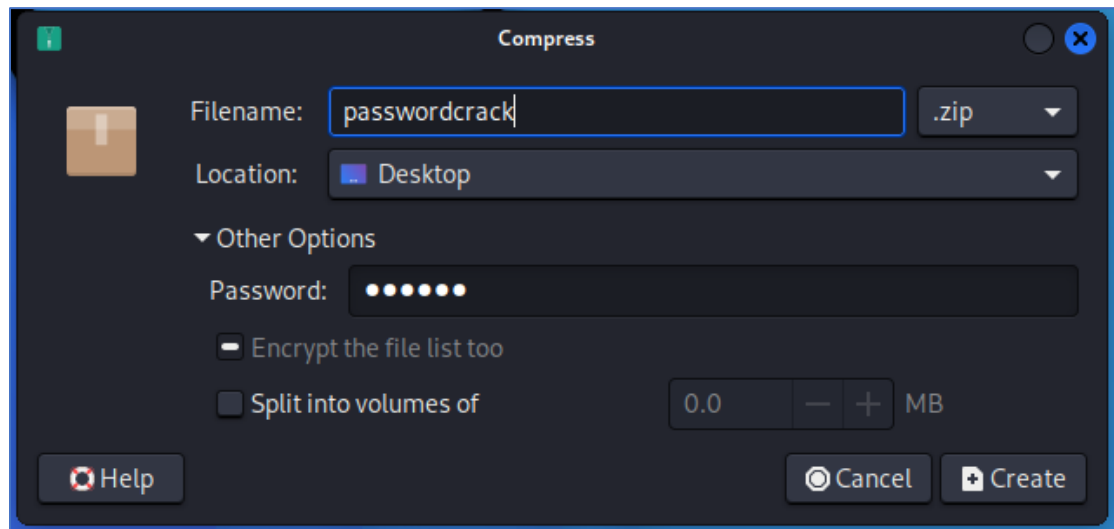 Compress
Filename: passwordcrack .zip
Location: Desktop
Other Options
Password: ●●●●●●
Encrypt the file list too
Split into volumes of 0.0 MB
Help Cancel Create